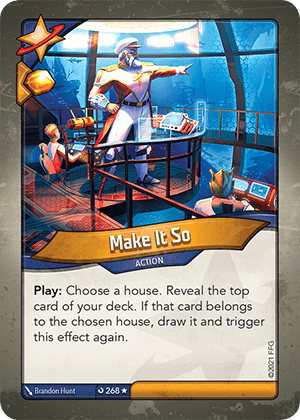 Make It So
ACTION
Play: Choose a house. Reveal the
top card of your deck. If that card belongs
to the chosen house, draw it and trigger
this effect again.
©2021 FFG
Brandon Hunt
268